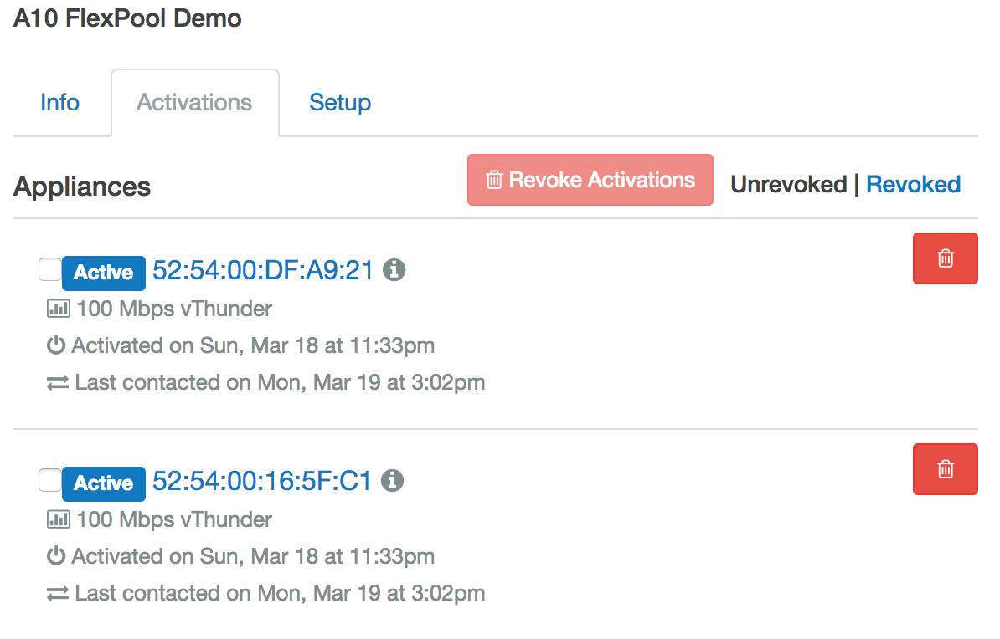 A10 FlexPool Demo
Info Activations Setup
Appliances Revoke Activations Unrevoked | Revoked
Active 52:54:00:DF:A9:21
100 Mbps vThunder
Activated on Sun, Mar 18 at 11:33pm
Last contacted on Mon, Mar 19 at 3:02pm
Active 52:54:00:16:5F:C1
100 Mbps vThunder
Activated on Sun, Mar 18 at 11:33pm
Last contacted on Mon, Mar 19 at 3:02pm